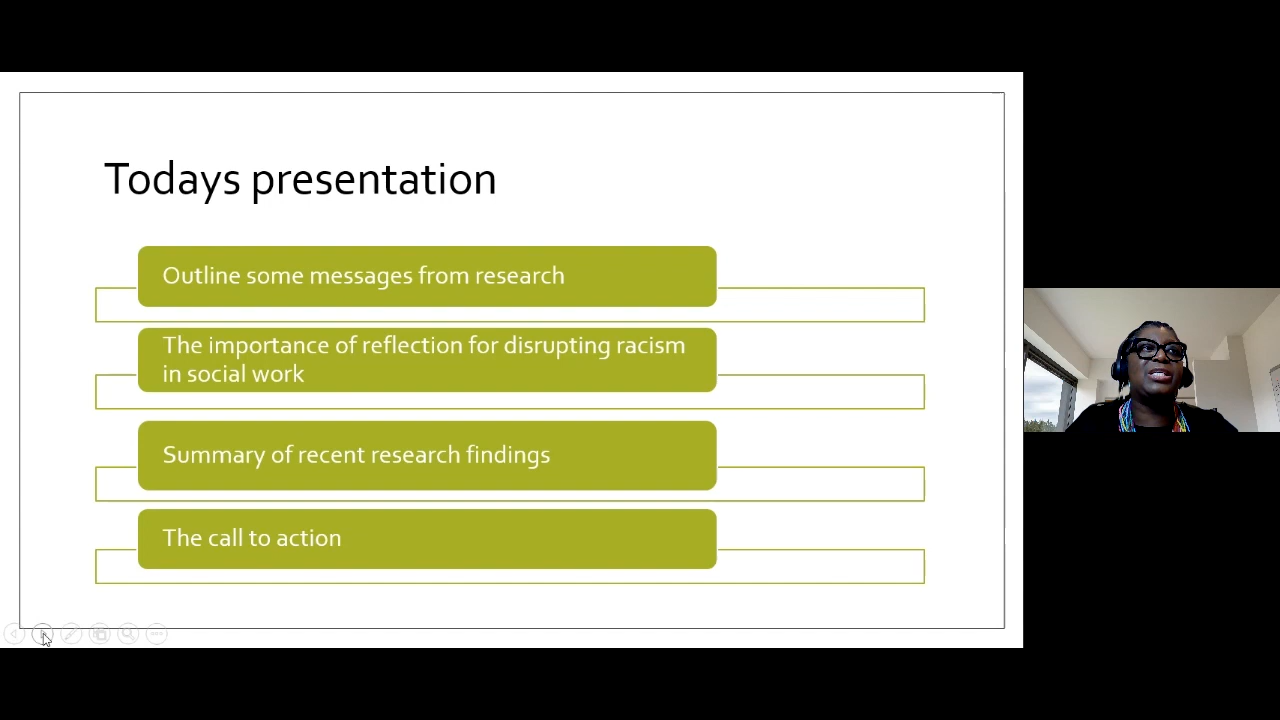 Todays presentation
Outline some messages from research
The importance of reflection for disrupting racism
in social work
Summary of recent research findings
The call to action